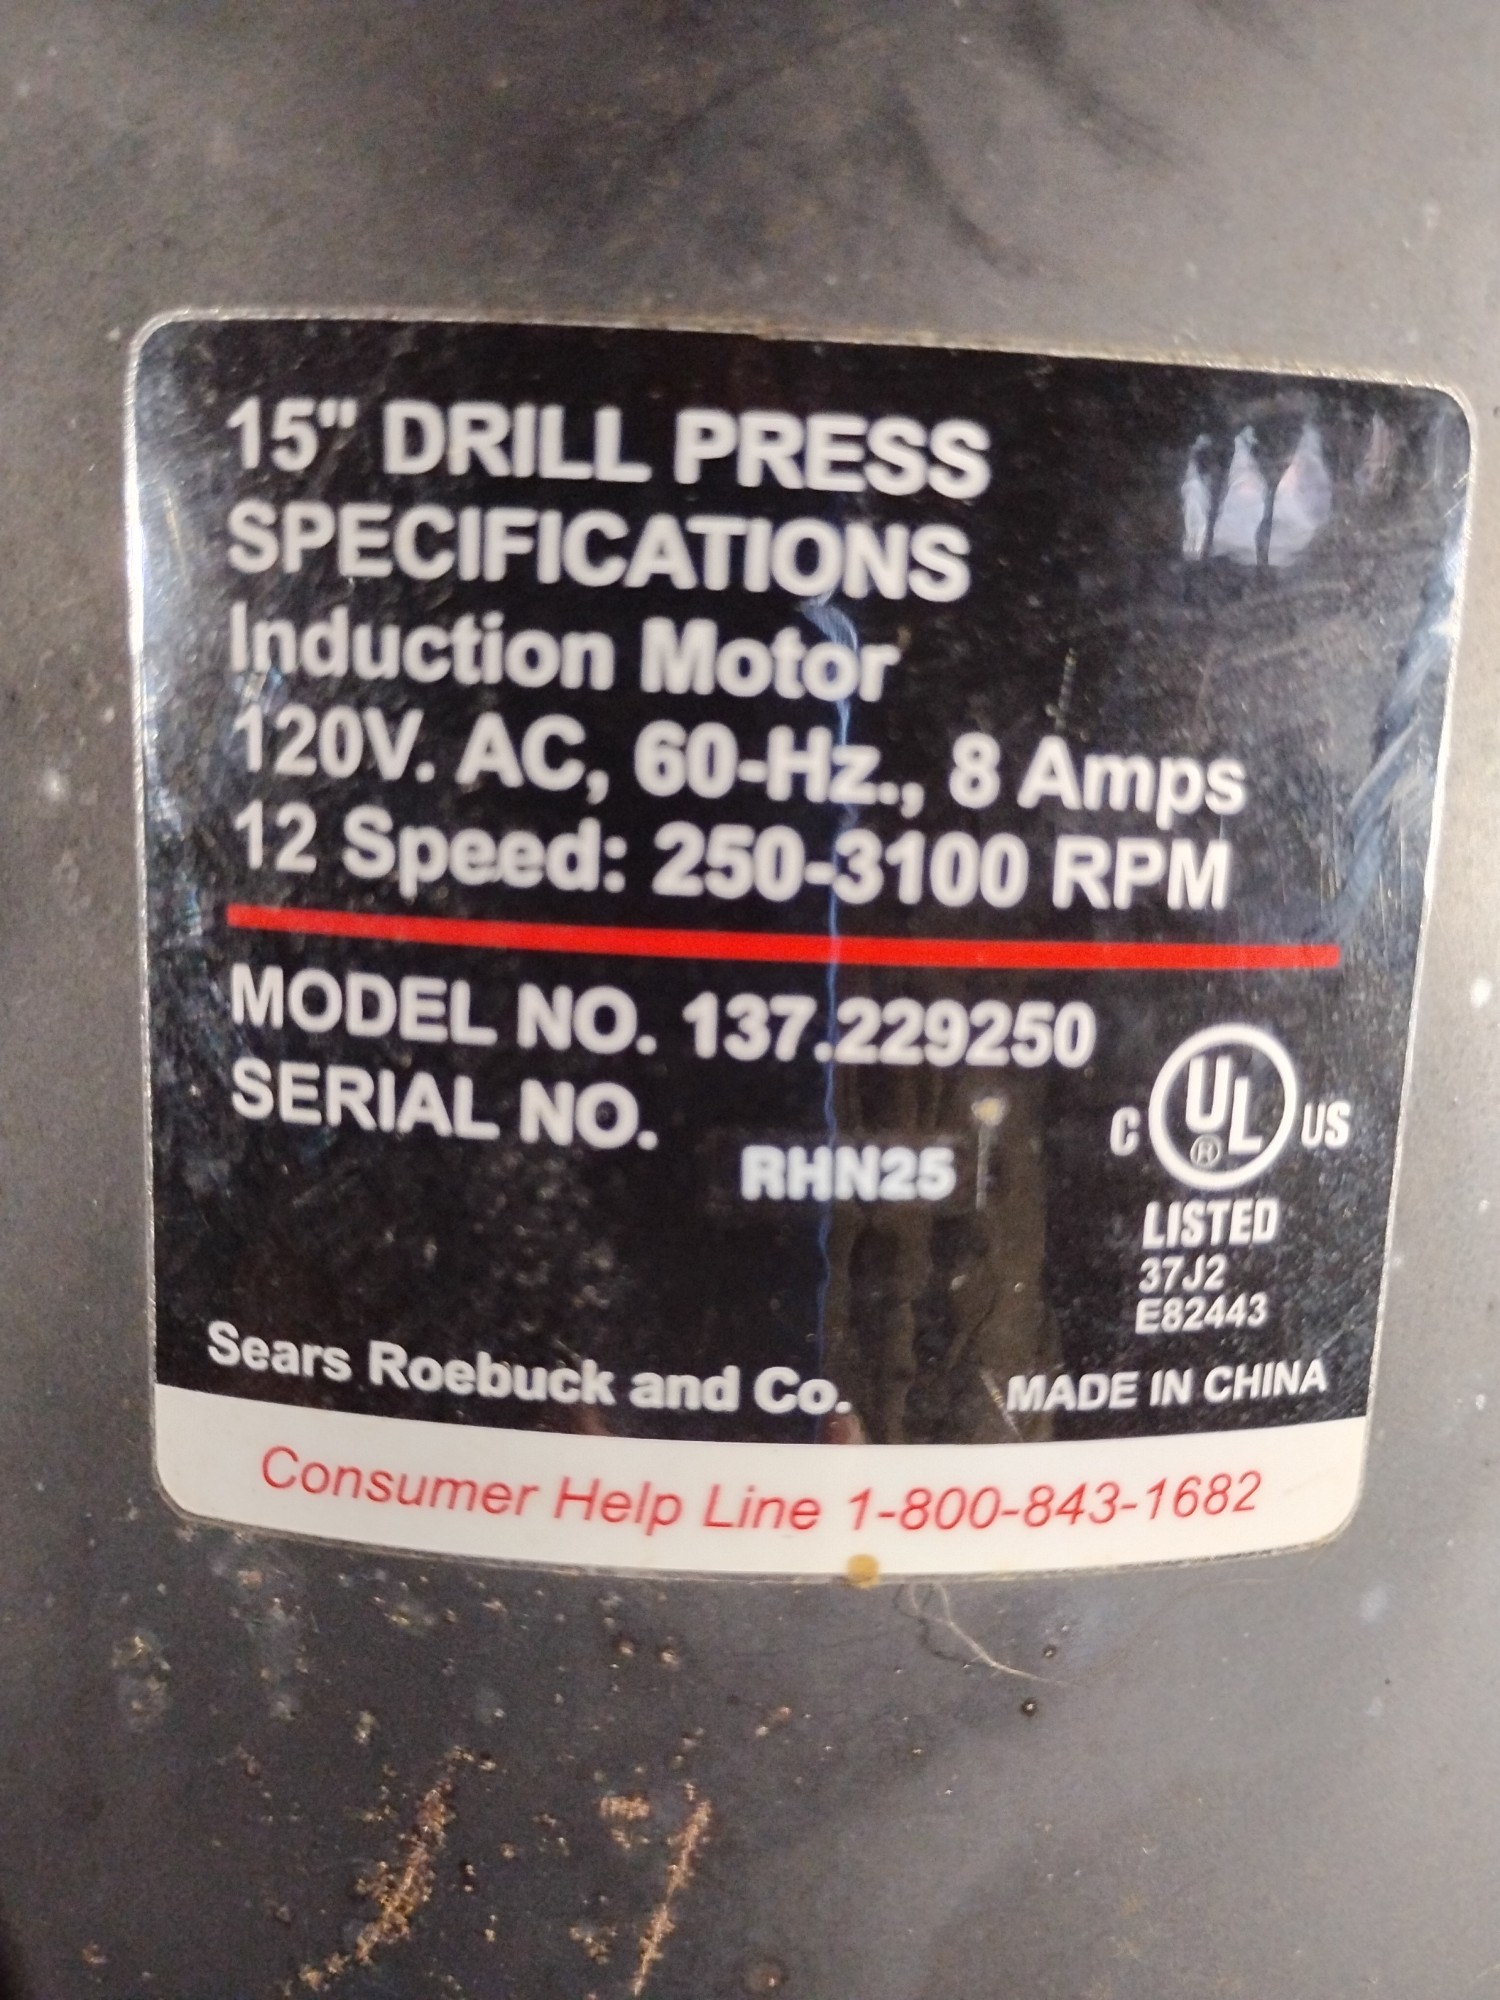 15" DRILL PRESS
SPECIFICATIONS
Induction Motor
120V. AC, 60-Hz., 8 Amps
12 Speed: 250-3100 RPM
MODEL NO. 137.229250
SERIAL NO.
RHN25
C UL® US
LISTED
37J2
E82443
Sears Roebuck and Co.
MADE IN CHINA
Consumer Help Line 1-800-843-1682